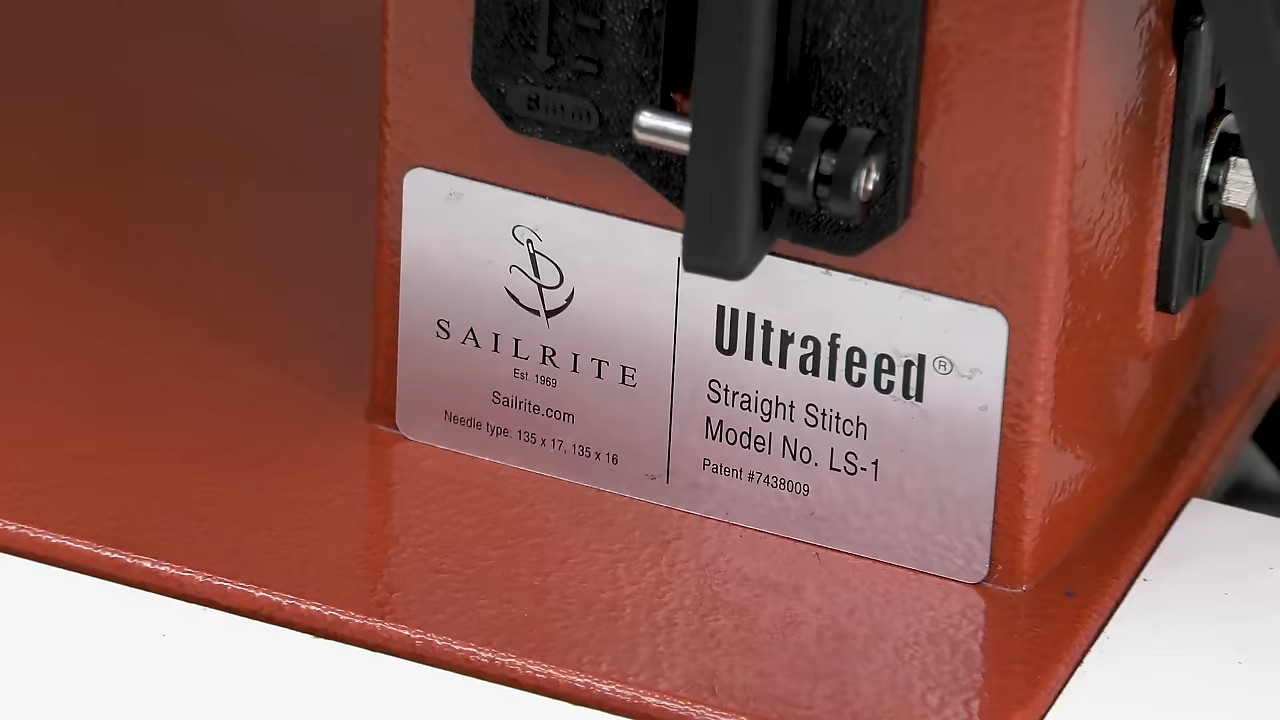 6mm
SAILRITE
Est. 1969
Sailrite.com
Needle type. 135 x 17, 135 x 16
Ultrafeed®
Straight Stitch
Model No. LS-1
Patent #7438009